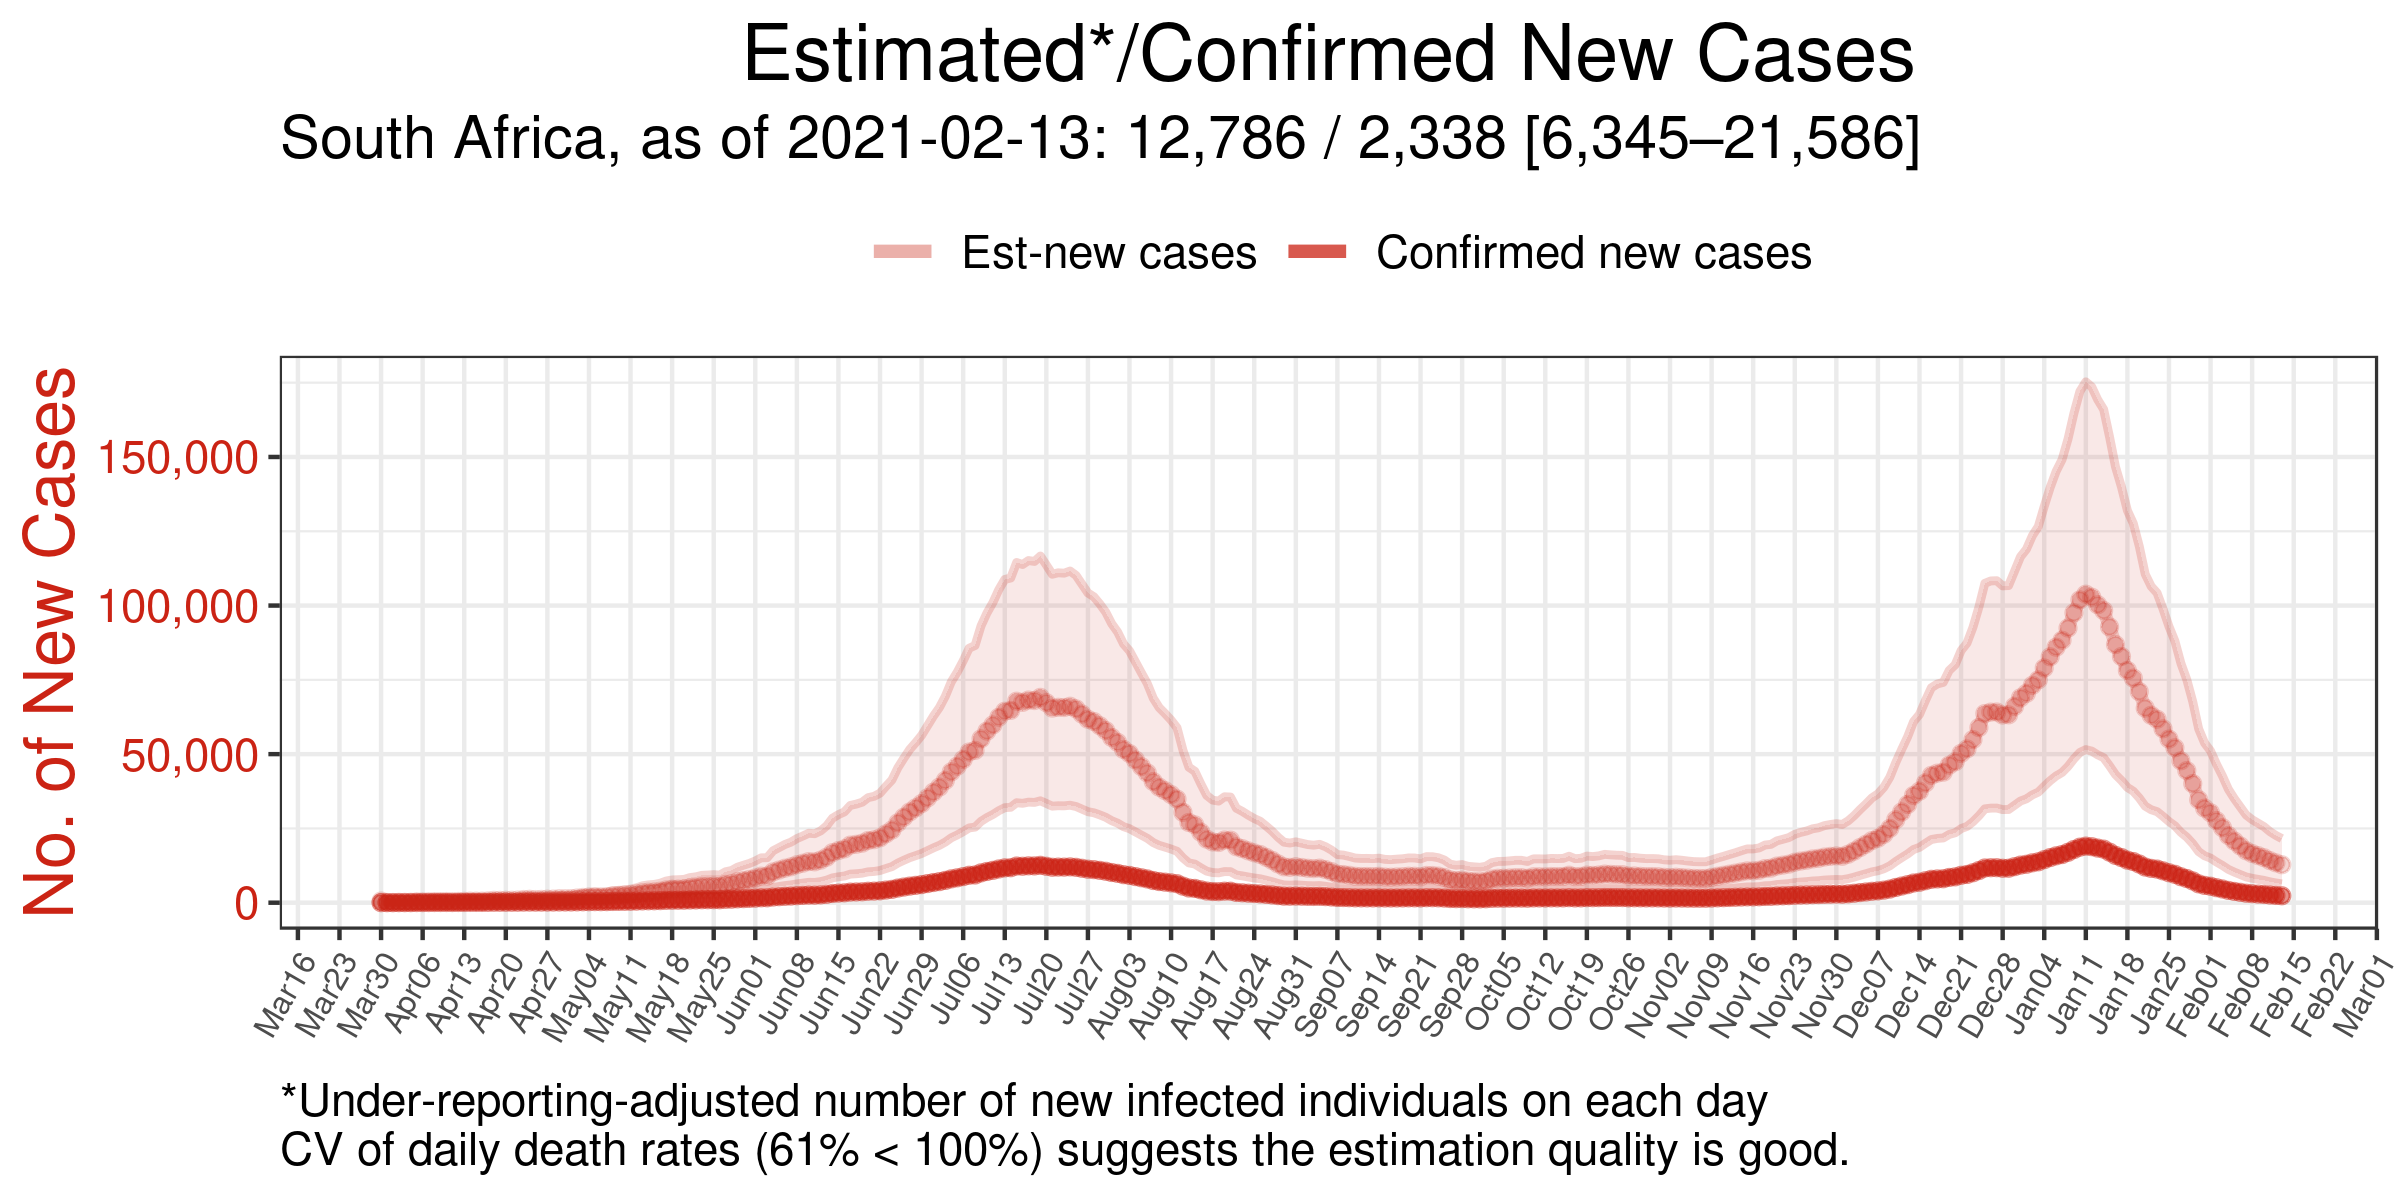 Estimated*/Confirmed New Cases
South Africa, as of 2021-02-13: 12,786 / 2,338 [6,345–21,586]
Est-new cases
Confirmed new cases
No. of New Cases
150,000
100,000
50,000
0
Mar16
Mar23
Mar30
Apr06
Apr13
Apr20
Apr27
May04
May11
May18
May25
Jun01
Jun08
Jun15
Jun22
Jun29
Jul06
Jul13
Jul20
Jul27
Aug03
Aug10
Aug17
Aug24
Aug31
Sep07
Sep14
Sep21
Sep28
Oct05
Oct12
Oct19
Oct26
Nov02
Nov09
Nov16
Nov23
Nov30
Dec07
Dec14
Dec21
Dec28
Jan04
Jan11
Jan18
Jan25
Feb01
Feb08
Feb15
Feb22
Mar01
*Under-reporting-adjusted number of new infected individuals on each day
CV of daily death rates (61% < 100%) suggests the estimation quality is good.